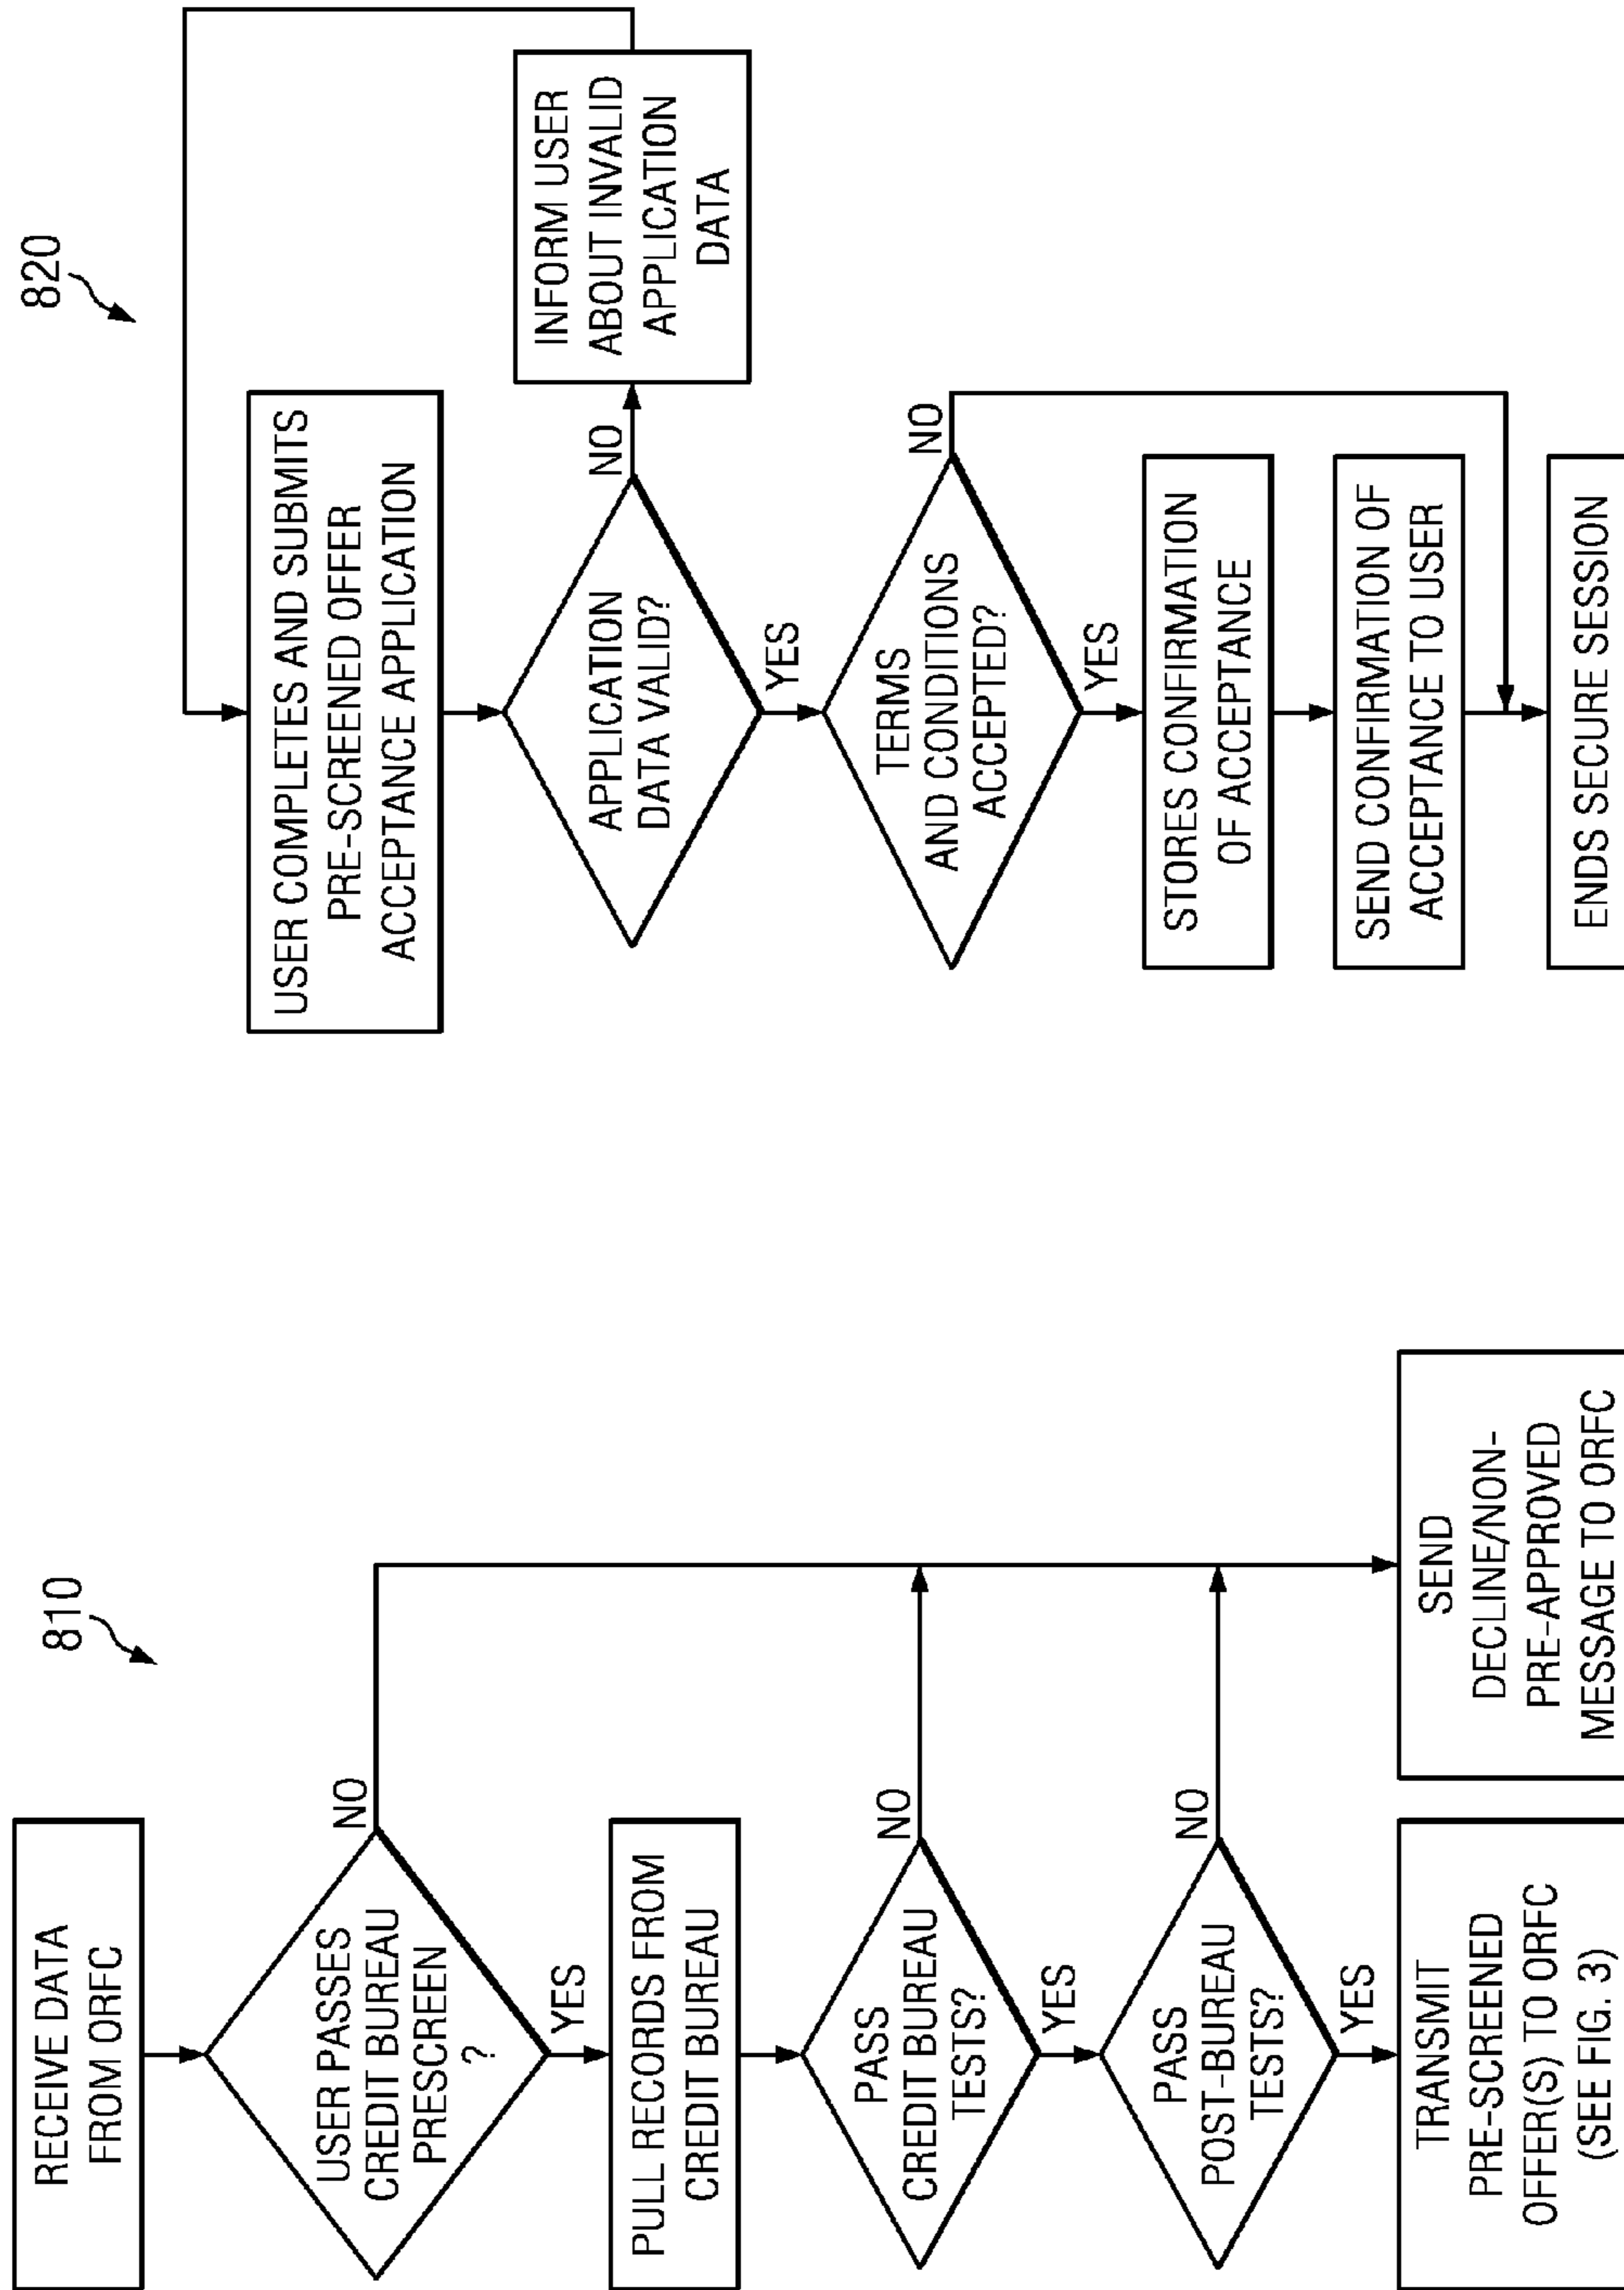 810
RECEIVE DATA
FROM ORFC
USER PASSES
CREDIT BUREAU
PRESCREEN
?
NO
YES
PULL RECORDS FROM
CREDIT BUREAU
PASS
CREDIT BUREAU
TESTS?
NO
YES
PASS
POST-BUREAU
TESTS?
NO
YES
TRANSMIT
PRE-SCREENED
OFFER(S) TO ORFC
(SEE FIG. 3)
SEND
DECLINE/NON-
PRE-APPROVED
MESSAGE TO ORFC
820
USER COMPLETES AND SUBMITS
PRE-SCREENED OFFER
ACCEPTANCE APPLICATION
APPLICATION
DATA VALID?
NO
INFORM USER
ABOUT INVALID
APPLICATION
DATA
YES
TERMS
AND CONDITIONS
ACCEPTED?
NO
YES
STORES CONFIRMATION
OF ACCEPTANCE
SEND CONFIRMATION OF
ACCEPTANCE TO USER
ENDS SECURE SESSION